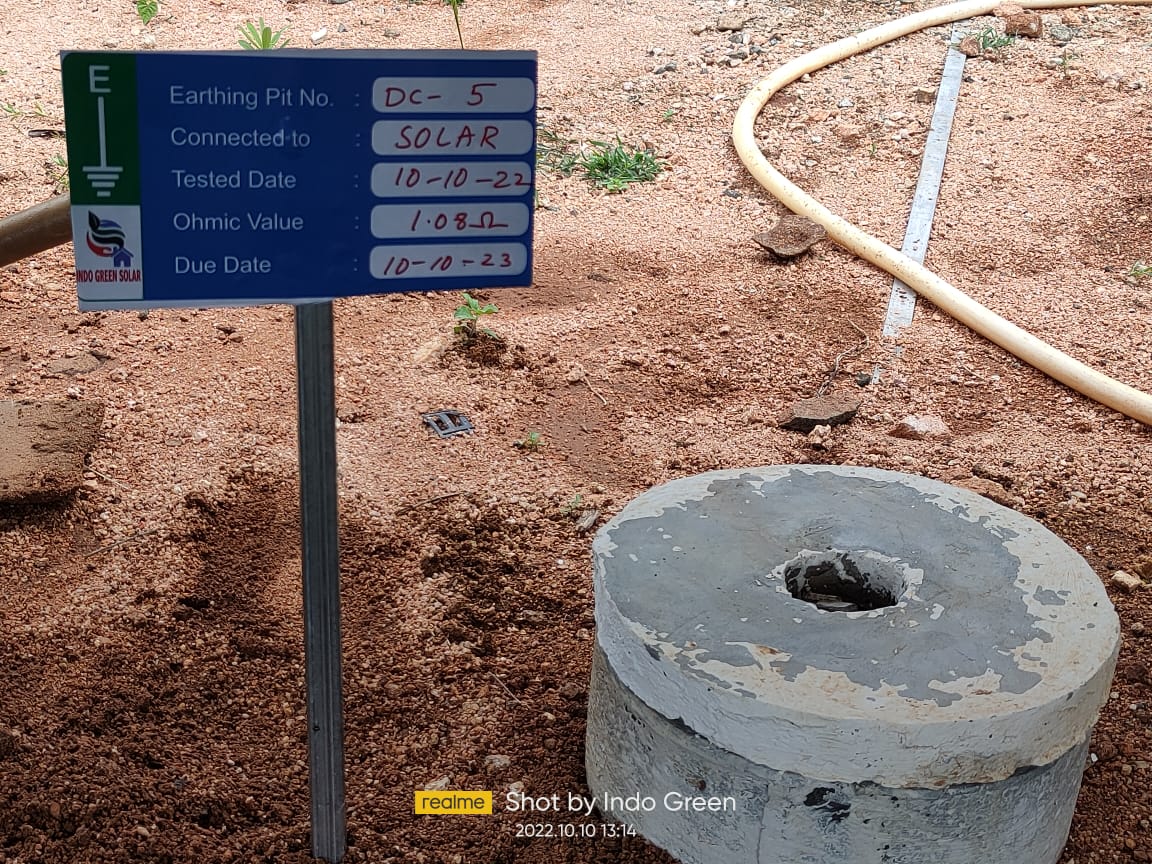 E
Earthing Pit No. : DC- 5
Connected to : SOLAR
Tested Date : 10-10-22
Ohmic Value : 1.08Ω
Due Date : 10-10-23
INDO GREEN SOLAR
realme Shot by Indo Green
2022.10.10 13:14